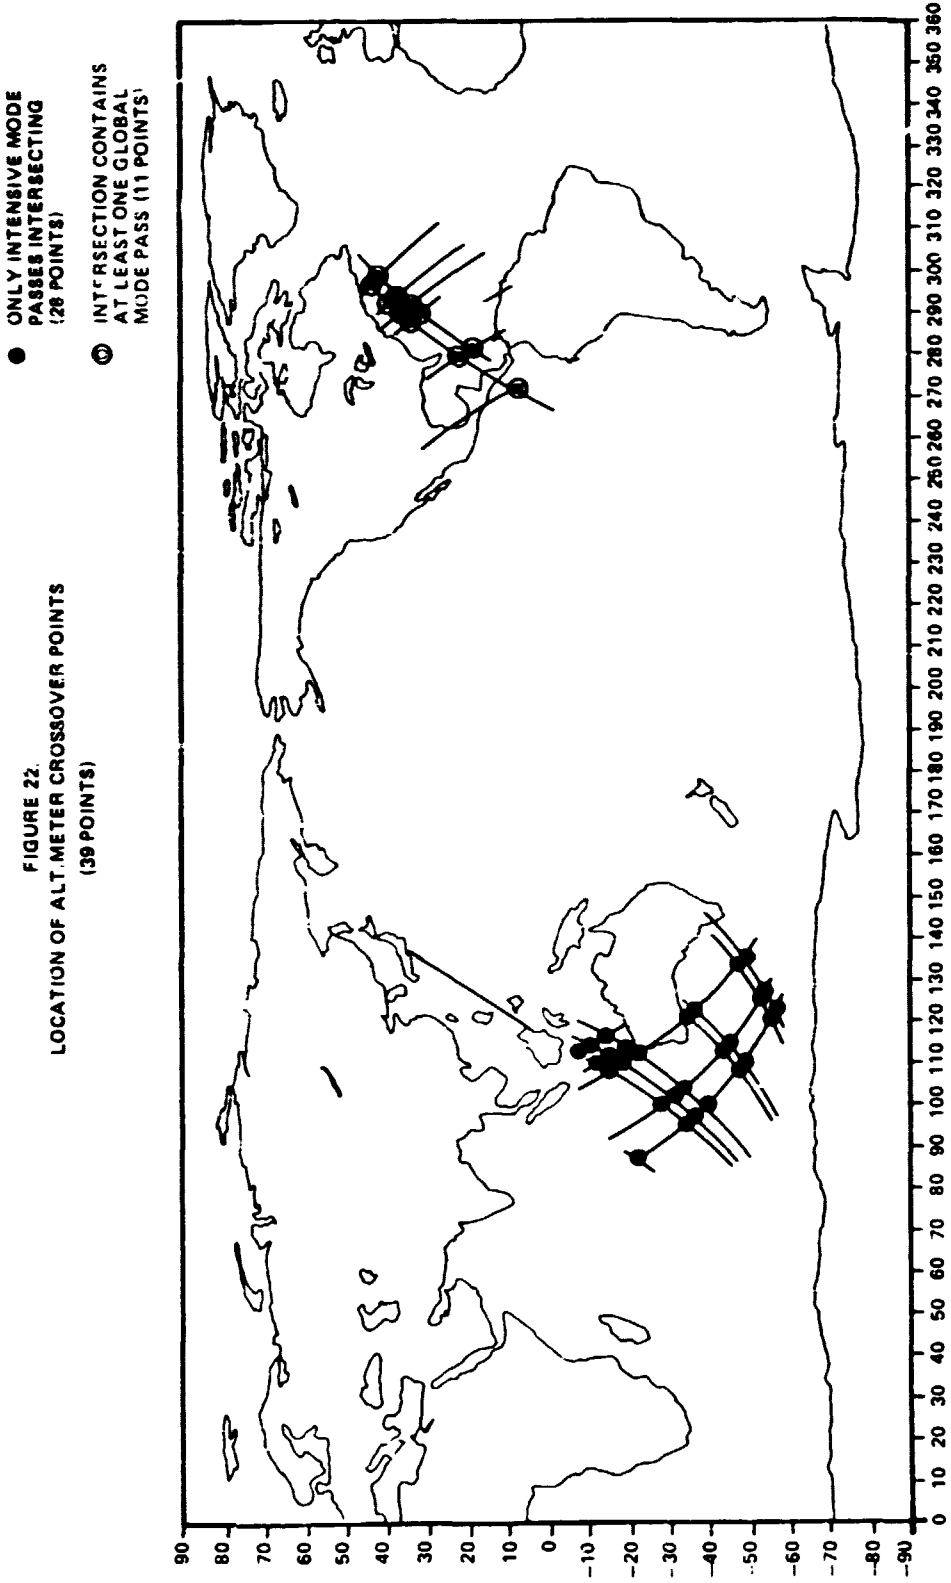 FIGURE 22.
LOCATION OF ALT.METER CROSSOVER POINTS
(39 POINTS)
ONLY INTENSIVE MODE
PASSES INTERSECTING
(28 POINTS)
INTERSECTION CONTAINS
AT LEAST ONE GLOBAL
MODE PASS (11 POINTS)
90
80
70
60
50
40
30
20
10
0
-10
-20
-30
-40
-50
-60
-70
-80
-90
0 10 20 30 40 50 60 70 80 90 100 110 120 130 140 150 160 170 180 190 200 210 220 230 240 250 260 270 280 290 300 310 320 330 340 350 360